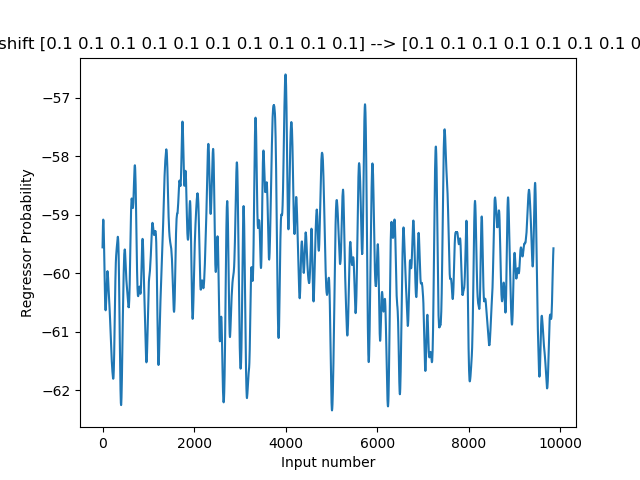 shift [0.1 0.1 0.1 0.1 0.1 0.1 0.1 0.1 0.1 0.1] --> [0.1 0.1 0.1 0.1 0.1 0.1 0.1 0
Regressor Probability
−57
−58
−59
−60
−61
−62
0 2000 4000 6000 8000 10000
Input number